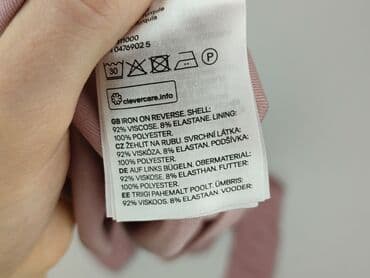 0476902 5
30
P
clevercare.info
GB IRON ON REVERSE. SHELL:
92% VISCOSE. 8% ELASTANE. LINING:
100% POLYESTER.
CZ ŽEHLIT NA RUBU. SVRCHNÍ LÁTKA:
92% VISKÓZA. 8% ELASTAN. PODŠÍVKA:
100% POLYESTER.
DE AUF LINKS BÜGELN. OBERMATERIAL:
92% VISKOSE. 8% ELASTHAN. FUTTER:
100% POLYESTER.
EE TRIIGI PAHEMALT POOLT. ÜMBRIS:
92% VISKOOS. 8% ELASTAAN. VOODER: